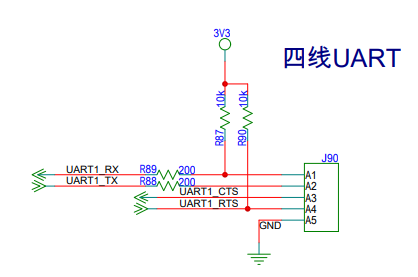 3V3
四线UART
10k
10k
R87
R90
J90
UART1_RX
R89
200
A1
UART1_TX
R88
200
A2
UART1_CTS
A3
UART1_RTS
A4
GND
A5